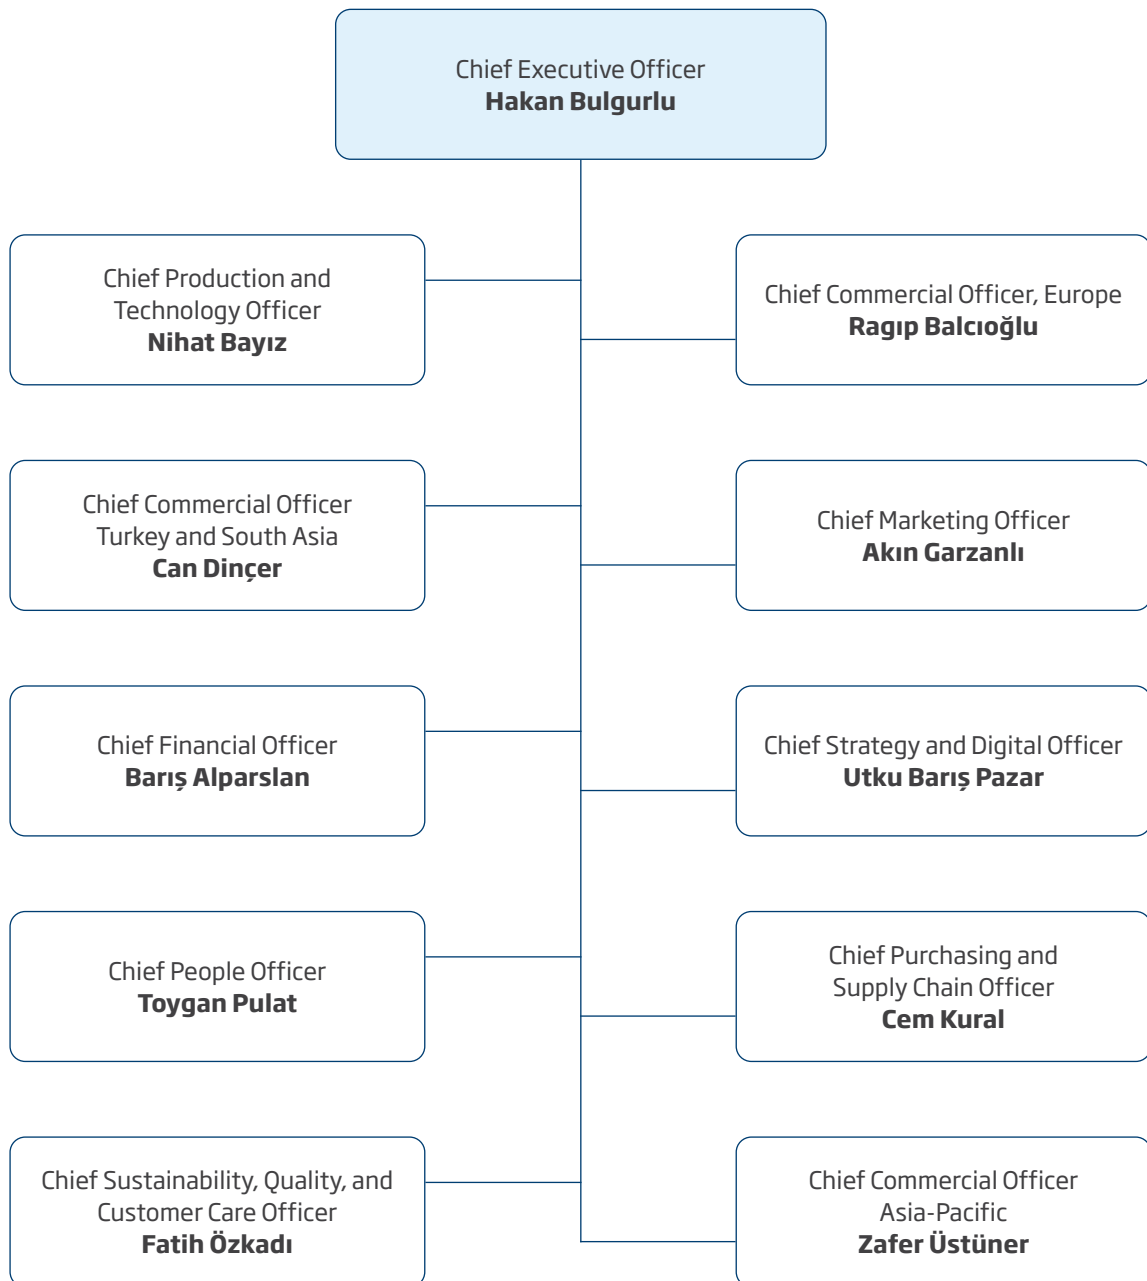 Chief Executive Officer
Hakan Bulgurlu
Chief Production and
Technology Officer
Nihat Bayız
Chief Commercial Officer, Europe
Ragıp Balcıoğlu
Chief Commercial Officer
Turkey and South Asia
Can Dinçer
Chief Marketing Officer
Akın Garzanlı
Chief Financial Officer
Barış Alparslan
Chief Strategy and Digital Officer
Utku Barış Pazar
Chief People Officer
Toygan Pulat
Chief Purchasing and
Supply Chain Officer
Cem Kural
Chief Sustainability, Quality, and
Customer Care Officer
Fatih Özkadı
Chief Commercial Officer
Asia-Pacific
Zafer Üstüner